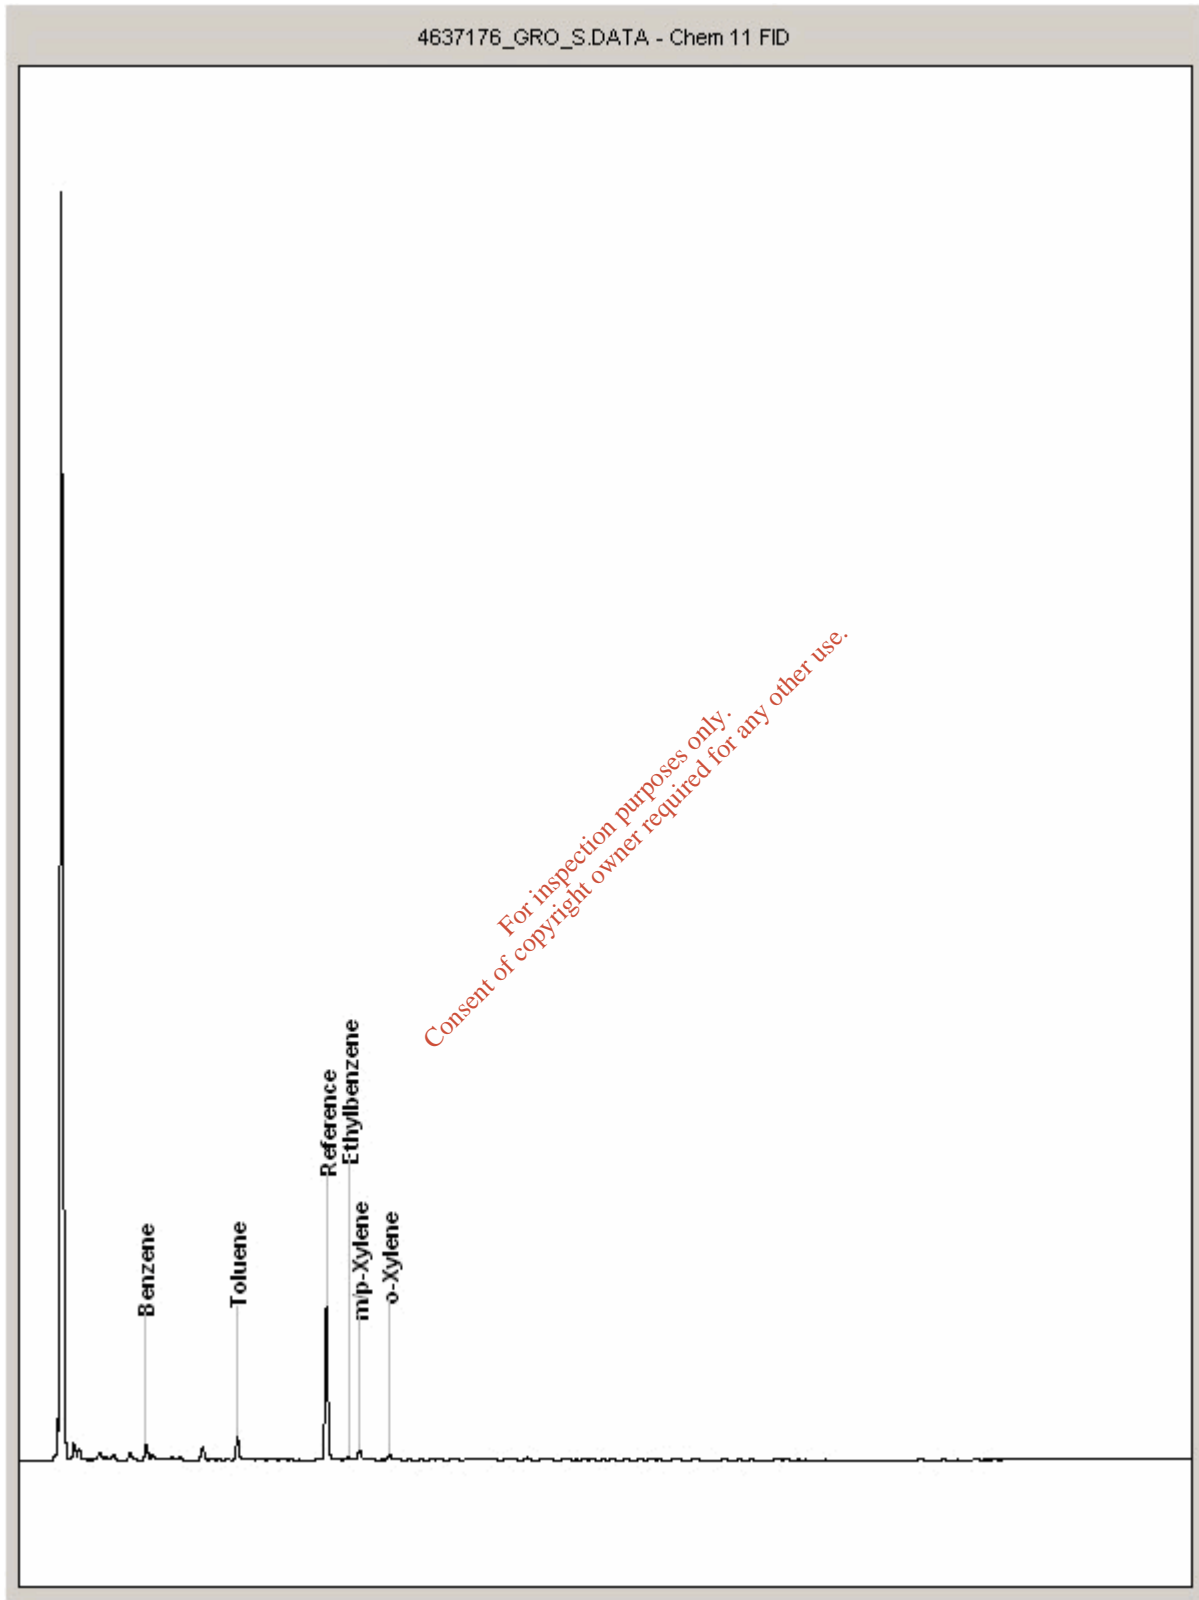 4637176_GRO_S.DATA - Chem 11 FID
For inspection purposes only.
Consent of copyright owner required for any other use.
Benzene
Toluene
Reference
Ethylbenzene
m/p-Xylene
o-Xylene